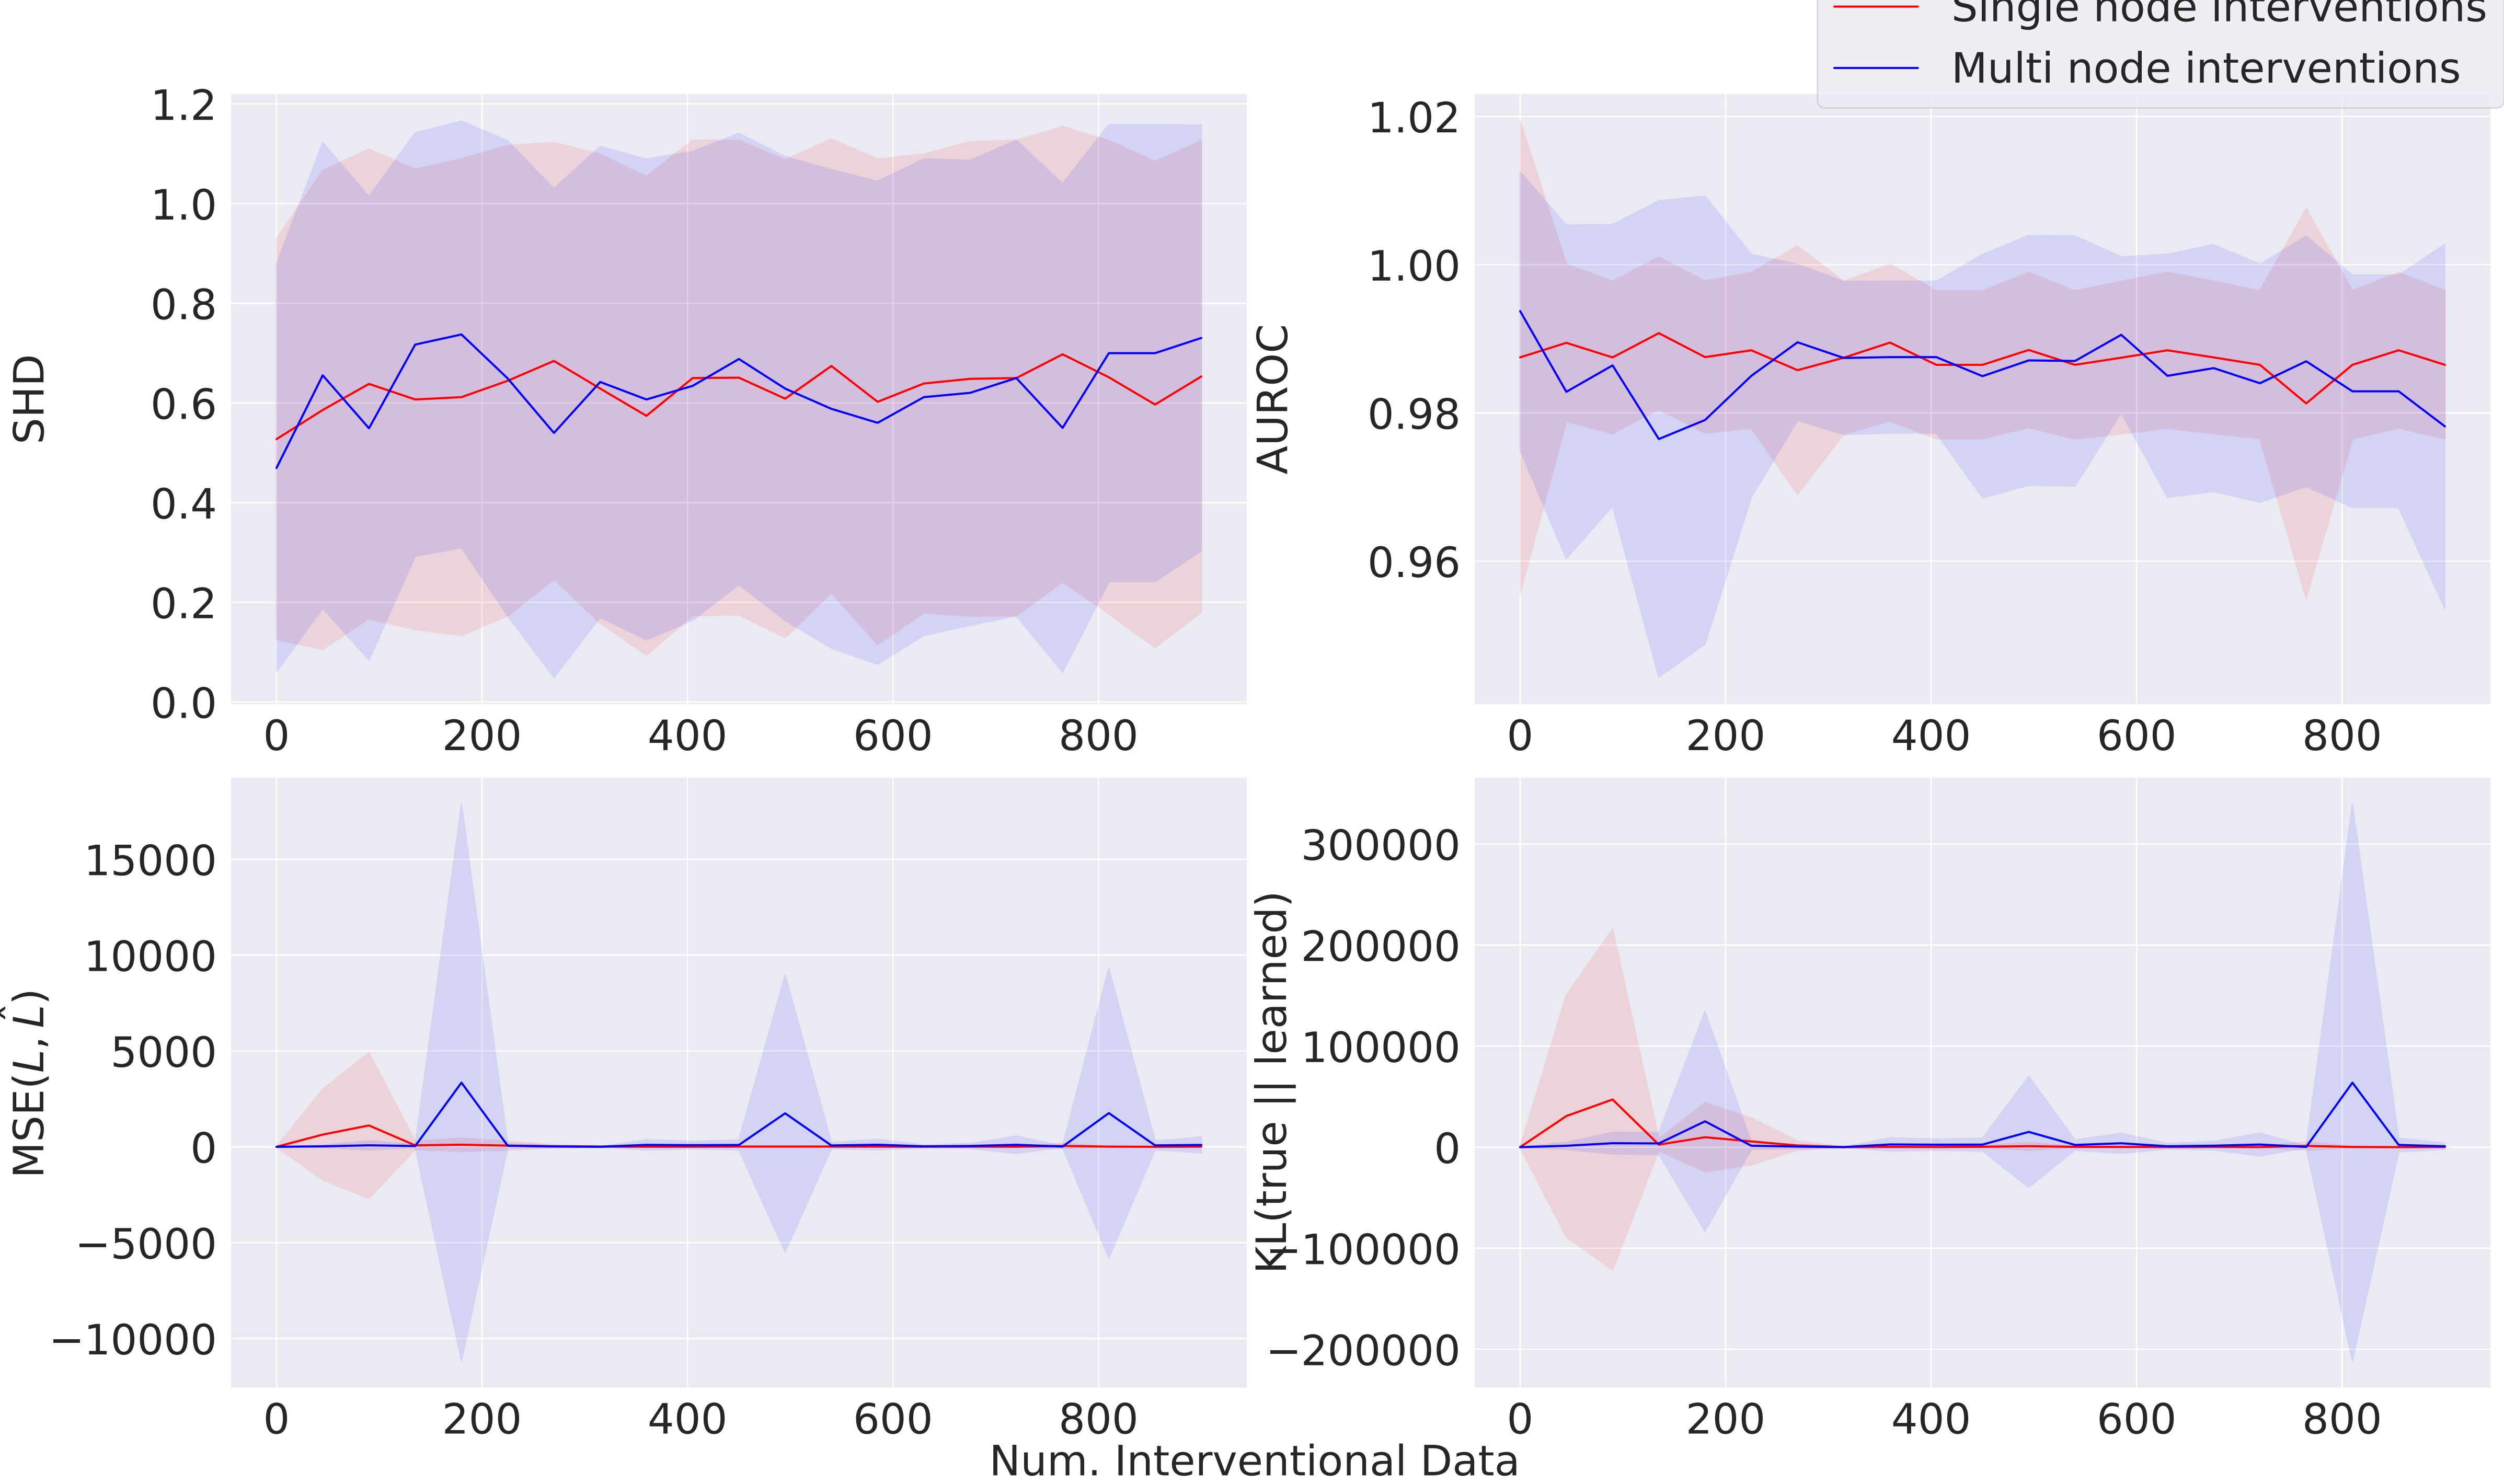 Single node interventions
Multi node interventions
SHD
1.2
1.0
0.8
0.6
0.4
0.2
0.0
0 200 400 600 800
AUROC
1.02
1.00
0.98
0.96
0 200 400 600 800
MSE(L, L̂)
15000
10000
5000
0
−5000
−10000
0 200 400 600 800
KL(true || learned)
300000
200000
100000
0
−100000
−200000
0 200 400 600 800
Num. Interventional Data